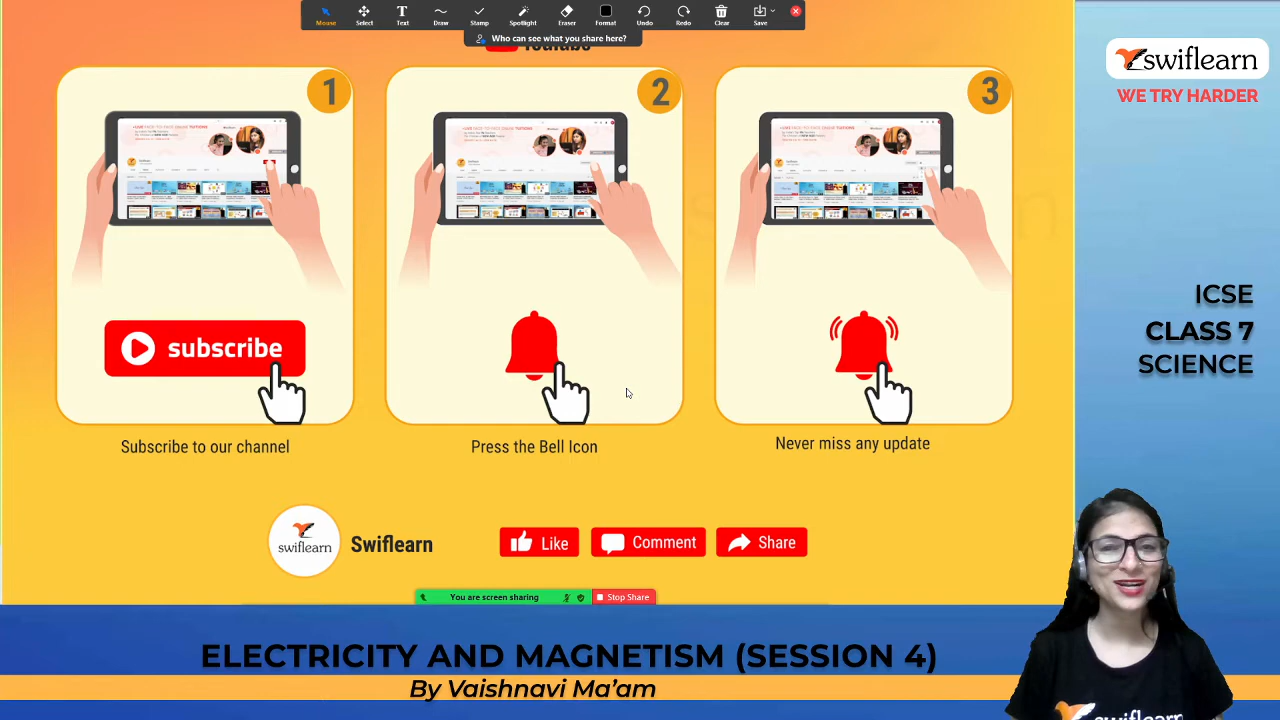 Mouse
Select
Text
Draw
Stamp
Spotlight
Eraser
Format
Undo
Redo
Clear
Save
Who can see what you share here?
swiflearn
WE TRY HARDER
1
2
3
ICSE
CLASS 7
SCIENCE
subscribe
Subscribe to our channel
Press the Bell Icon
Never miss any update
swiflearn
Swiflearn
Like
Comment
Share
You are screen sharing
Stop Share
ELECTRICITY AND MAGNETISM (SESSION 4)
By Vaishnavi Ma'am
swiflearn